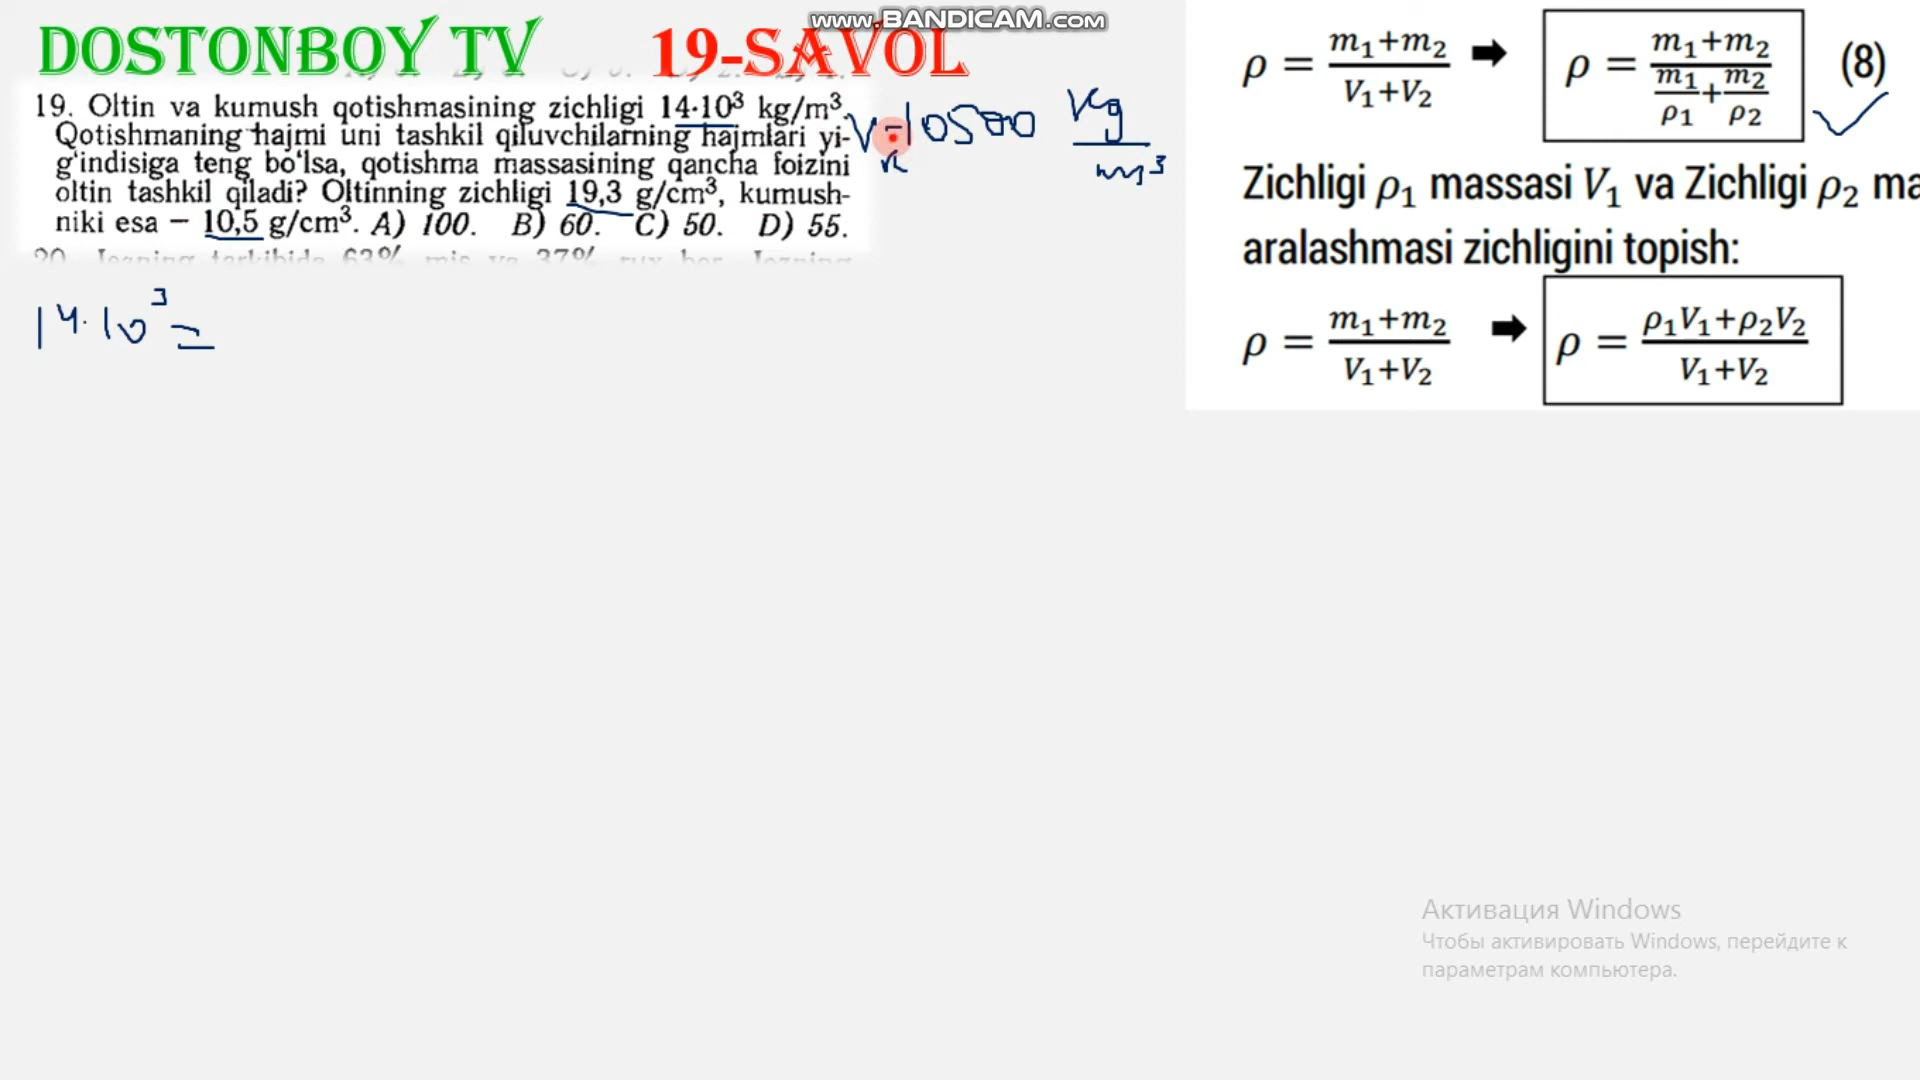 www.BANDICAM.com
DOSTONBOY TV 19-SAVOL
19. Oltin va kumush qotishmasining zichligi 14·10³ kg/m³.
Qotishmaning hajmi uni tashkil qiluvchilarning hajmlari yi-
g‘indisiga teng bo‘lsa, qotishma massasining qancha foizini
oltin tashkil qiladi? Oltinning zichligi 19,3 g/cm³, kumush-
niki esa — 10,5 g/cm³. A) 100. B) 60. C) 50. D) 55.
10500 kg/m³
14·10³ =
ρ = (m₁+m₂)/(V₁+V₂) ➡ ρ = (m₁+m₂)/(m₁/ρ₁+m₂/ρ₂) (8)
Zichligi ρ₁ massasi V₁ va Zichligi ρ₂ ma
aralashmasi zichligini topish:
ρ = (m₁+m₂)/(V₁+V₂) ➡ ρ = (ρ₁V₁+ρ₂V₂)/(V₁+V₂)
Активация Windows
Чтобы активировать Windows, перейдите к
параметрам компьютера.